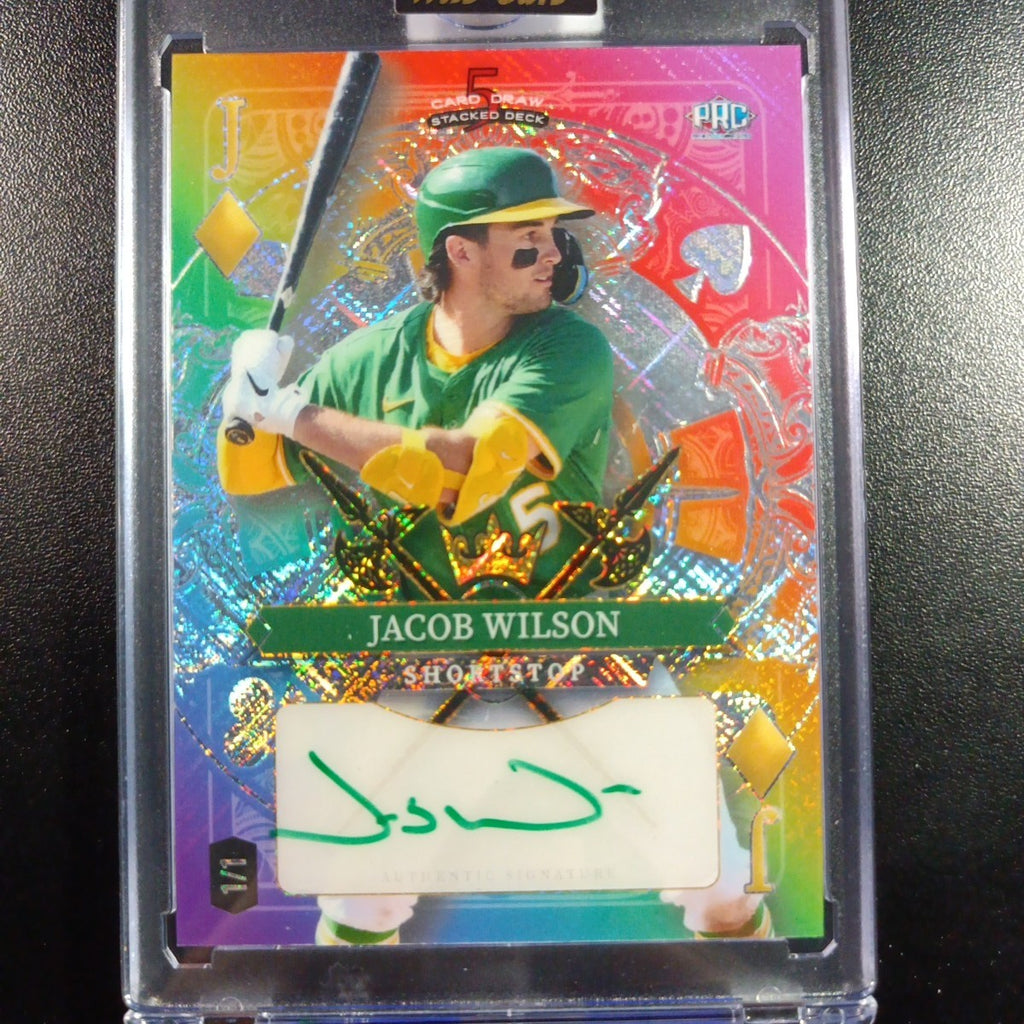 J
5
CARD DRAW
STACKED DECK
PRC
5
JACOB WILSON
SHORTSTOP
AUTHENTIC SIGNATURE
1/1
J